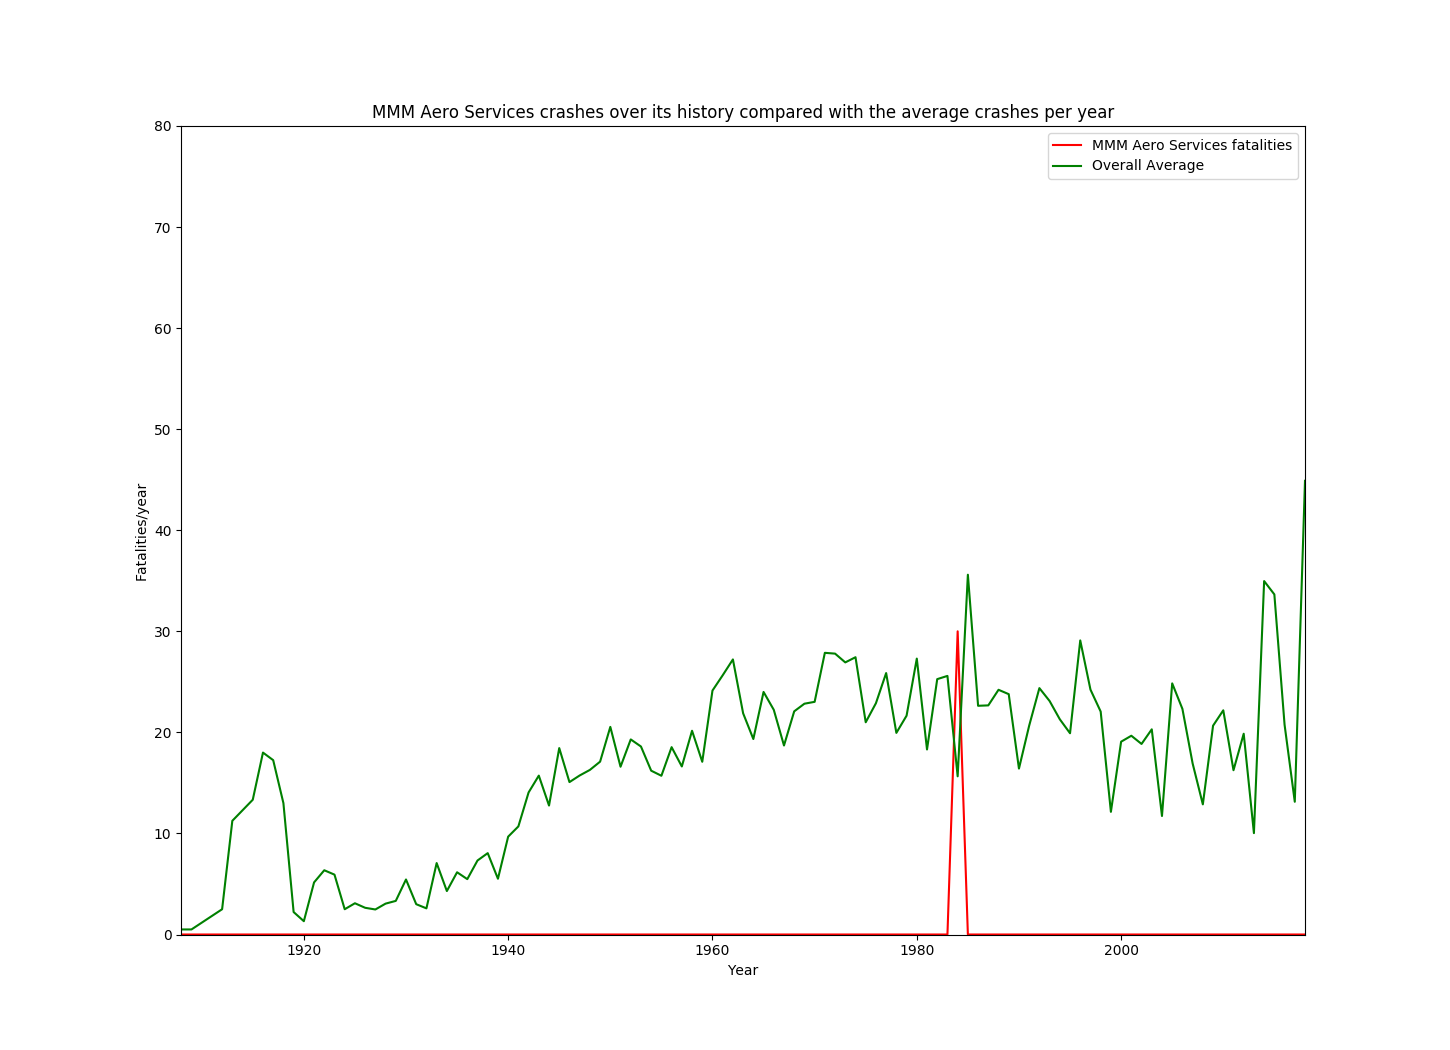 MMM Aero Services crashes over its history compared with the average crashes per year
MMM Aero Services fatalities
Overall Average
80
70
60
50
40
30
20
10
0
Fatalities/year
1920 1940 1960 1980 2000
Year